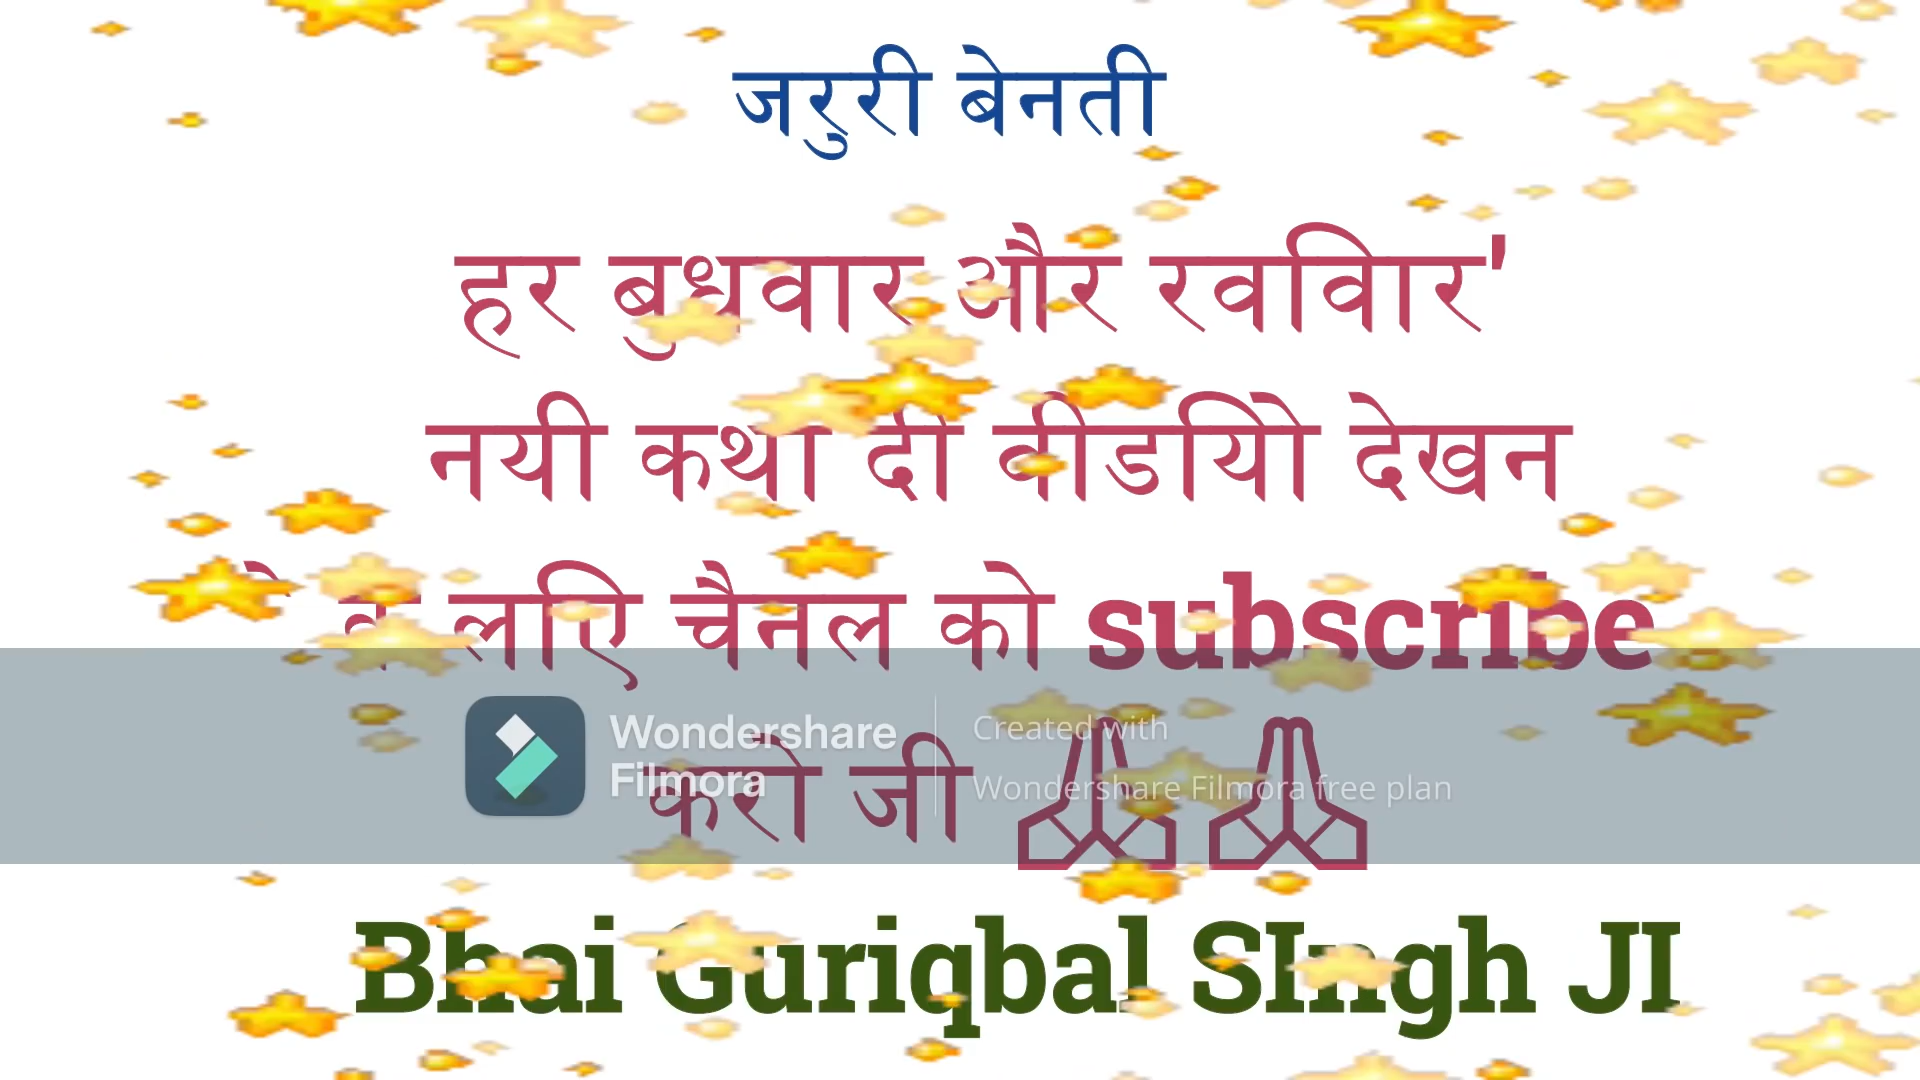 जरुरी बेनती
हर बुधवार और रविवार'
नयी कथा दी वीडियो देखन
के लिए चैनल को subscribe
करो जी 🙏🙏
Wondershare Filmora
Created with
Wondershare Filmora free plan
Bhai Guriqbal SIngh JI